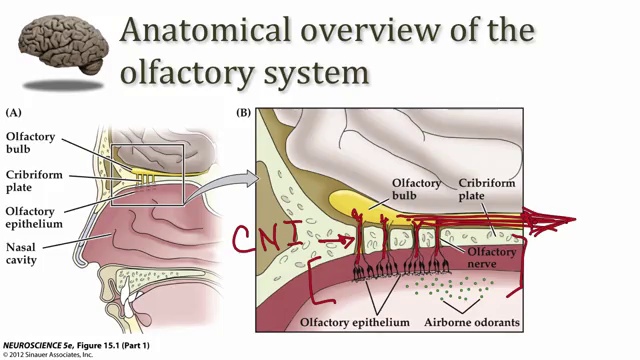 Anatomical overview of the
olfactory system
(A)
Olfactory
bulb
Cribriform
plate
Olfactory
epithelium
Nasal
cavity
(B)
Olfactory
bulb
Cribriform
plate
CNI
Olfactory
nerve
Olfactory epithelium
Airborne odorants
NEUROSCIENCE 5e, Figure 15.1 (Part 1)
© 2012 Sinauer Associates, Inc.